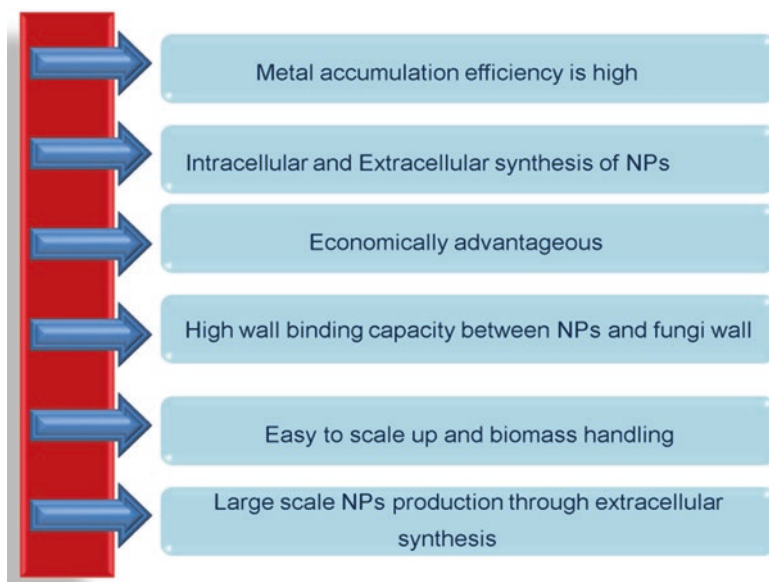 Metal accumulation efficiency is high
Intracellular and Extracellular synthesis of NPs
Economically advantageous
High wall binding capacity between NPs and fungi wall
Easy to scale up and biomass handling
Large scale NPs production through extracellular
synthesis